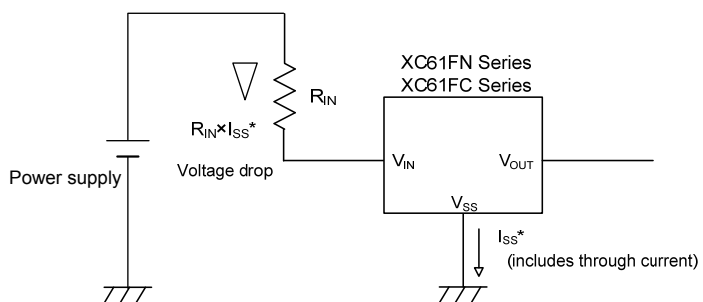 XC61FN Series
XC61FC Series
RIN
RIN×ISS*
Voltage drop
Power supply
VIN
VOUT
VSS
ISS*
(includes through current)